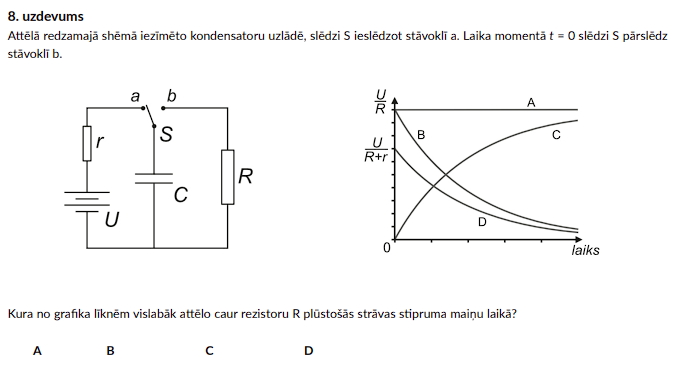 8. uzdevums
Attēlā redzamajā shēmā iezīmēto kondensatoru uzlādē, slēdzi S ieslēdzot stāvoklī a. Laika momentā t = 0 slēdzi S pārslēdz
stāvoklī b.
a b
S
r
R
C
U
U/R
U/R+r
A
B
C
D
0
laiks
Kura no grafika līknēm vislabāk attēlo caur rezistoru R plūstošās strāvas stipruma maiņu laikā?
A B C D